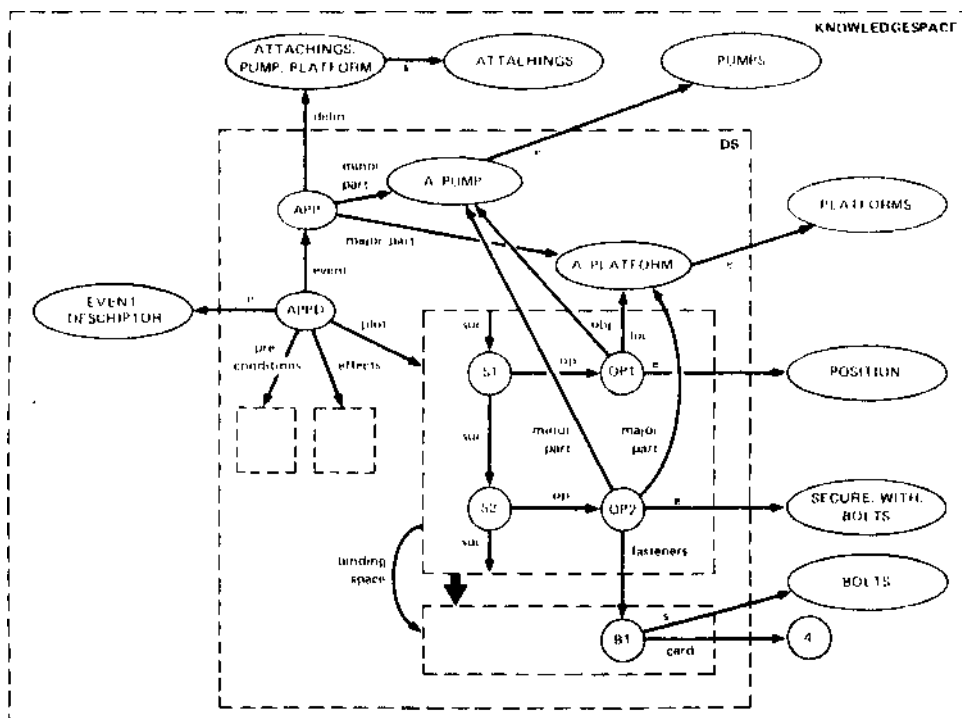 KNOWLEDGESPACE
ATTACHINGS.
PUMP. PLATFORM
s
ATTACHINGS
PUMPS
delin
DS
minor
part
e
A. PUMP
APP
major part
PLATFORMS
A. PLATFORM
e
event
EVENT
DESCRIPTOR
e
APPD
plot
suc
obj
loc
pre
conditions
effects
S1
op
OP1
e
POSITION
suc
minor
part
major
part
S2
op
OP2
e
SECURE. WITH.
BOLTS
suc
fasteners
binding
space
BOLTS
s
B1
card
4